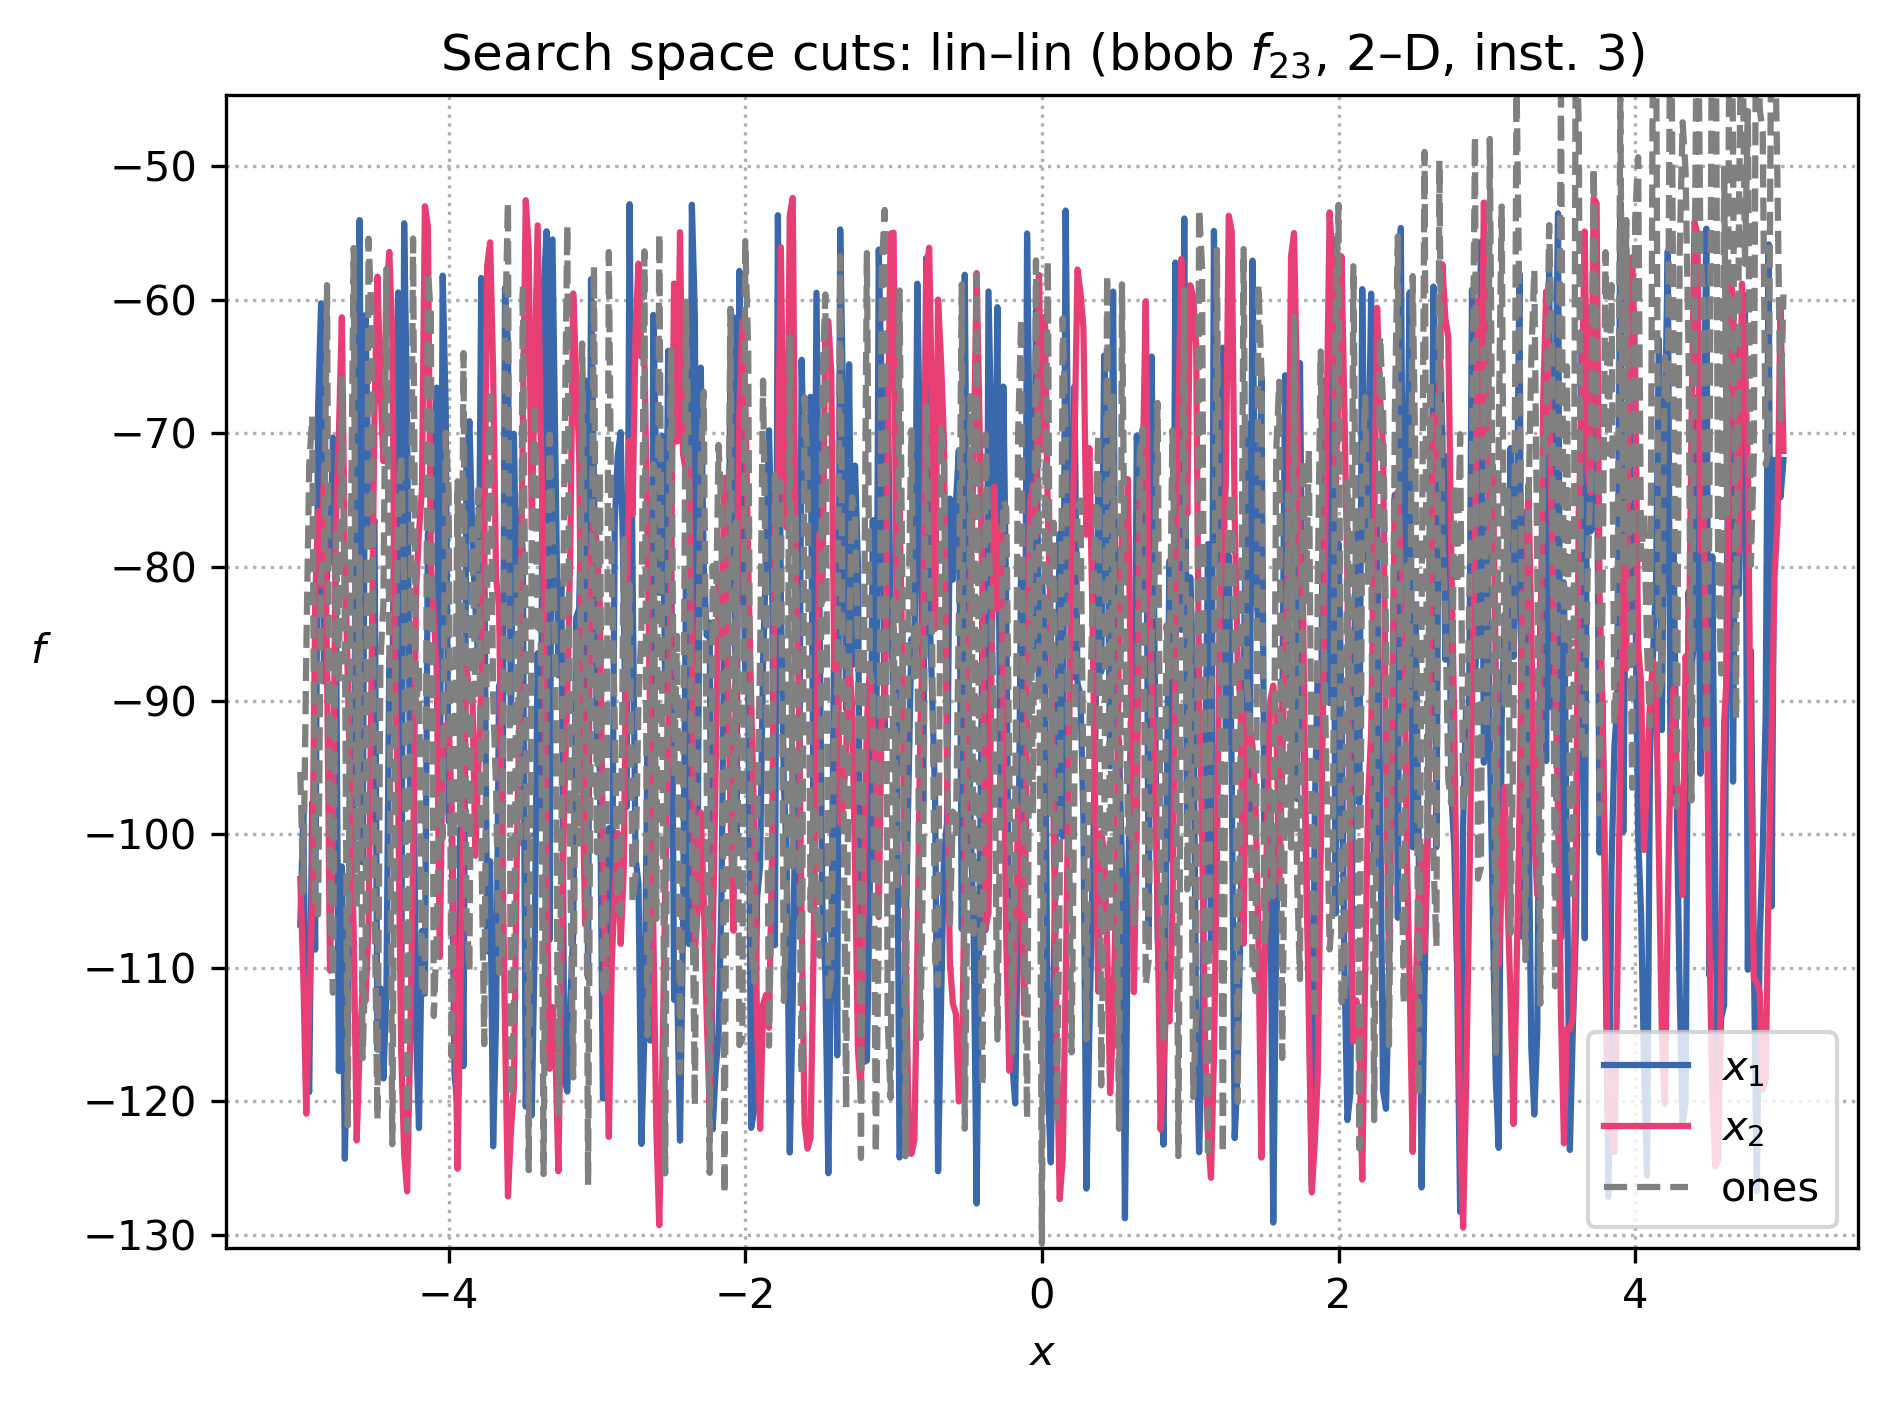 Search space cuts: lin–lin (bbob f23, 2–D, inst. 3)
−50
−60
−70
−80
−90
−100
−110
−120
−130
f
x1
x2
ones
−4 −2 0 2 4
x